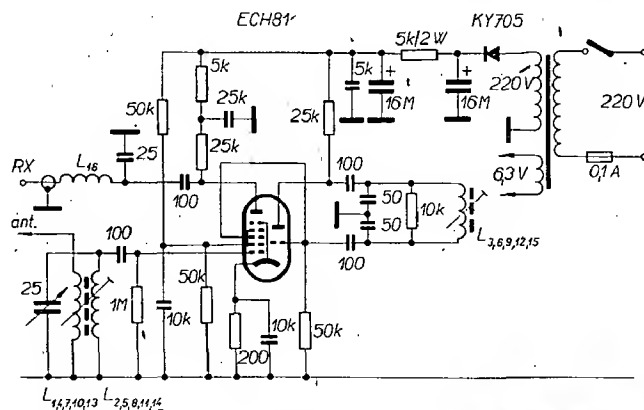 ECH81
KY705
5k/2W
5k
50k
25k
25k
5k
16M
+
16M
+
25k
220V
220V
6,3 V
0,1 A
RX
L16
25
100
100
50
50
10k
100
L3,6,9,12,15
ant.
100
25
1M
10k
50k
200
10k
50k
L1,4,7,10,13
L2,5,8,11,14